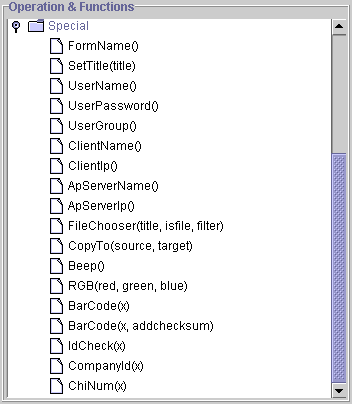 Operation & Functions
Special
FormName()
SetTitle(title)
UserName()
UserPassword()
UserGroup()
ClientName()
ClientIp()
ApServerName()
ApServerIp()
FileChooser(title, isfile, filter)
CopyTo(source, target)
Beep()
RGB(red, green, blue)
BarCode(x)
BarCode(x, addchecksum)
IdCheck(x)
CompanyId(x)
ChiNum(x)